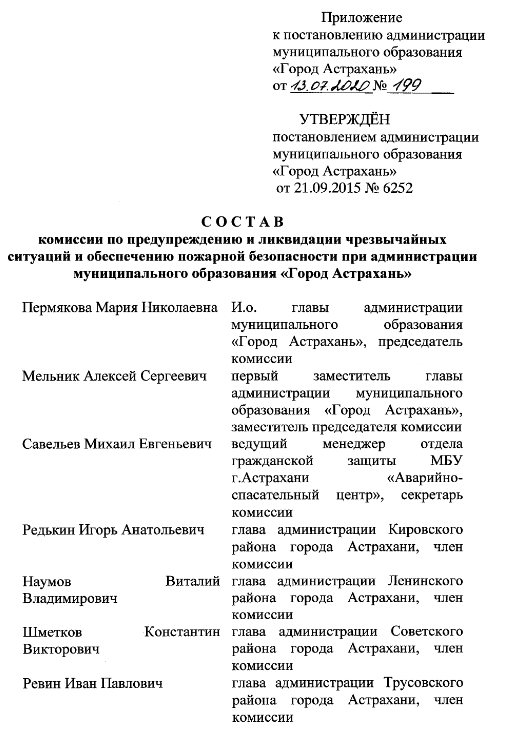 Приложение
к постановлению администрации
муниципального образования
«Город Астрахань»
от 13.07.2020 № 199
УТВЕРЖДЁН
постановлением администрации
муниципального образования
«Город Астрахань»
от 21.09.2015 № 6252
С О С Т А В
комиссии по предупреждению и ликвидации чрезвычайных
ситуаций и обеспечению пожарной безопасности при администрации
муниципального образования «Город Астрахань»
Пермякова Мария Николаевна И.о. главы администрации
муниципального образования
«Город Астрахань», председатель
комиссии
Мельник Алексей Сергеевич первый заместитель главы
администрации муниципального
образования «Город Астрахань»,
заместитель председателя комиссии
Савельев Михаил Евгеньевич ведущий менеджер отдела
гражданской защиты МБУ
г.Астрахани «Аварийно-
спасательный центр», секретарь
комиссии
Редькин Игорь Анатольевич глава администрации Кировского
района города Астрахани, член
комиссии
Наумов Виталий глава администрации Ленинского
Владимирович района города Астрахани, член
комиссии
Шметков Константин глава администрации Советского
Викторович района города Астрахани, член
комиссии
Ревин Иван Павлович глава администрации Трусовского
района города Астрахани, член
комиссии